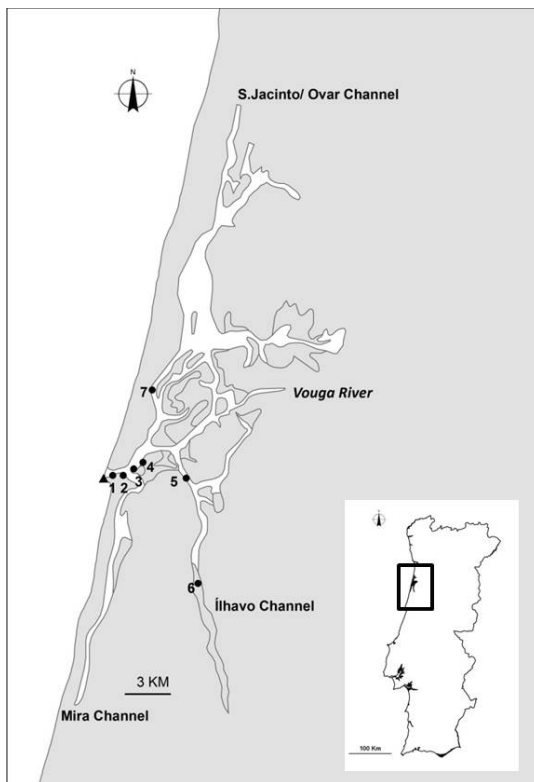 N
S.Jacinto/ Ovar Channel
7
Vouga River
4
3
1
2
5
6
Ílhavo Channel
3 KM
Mira Channel
N
100 Km